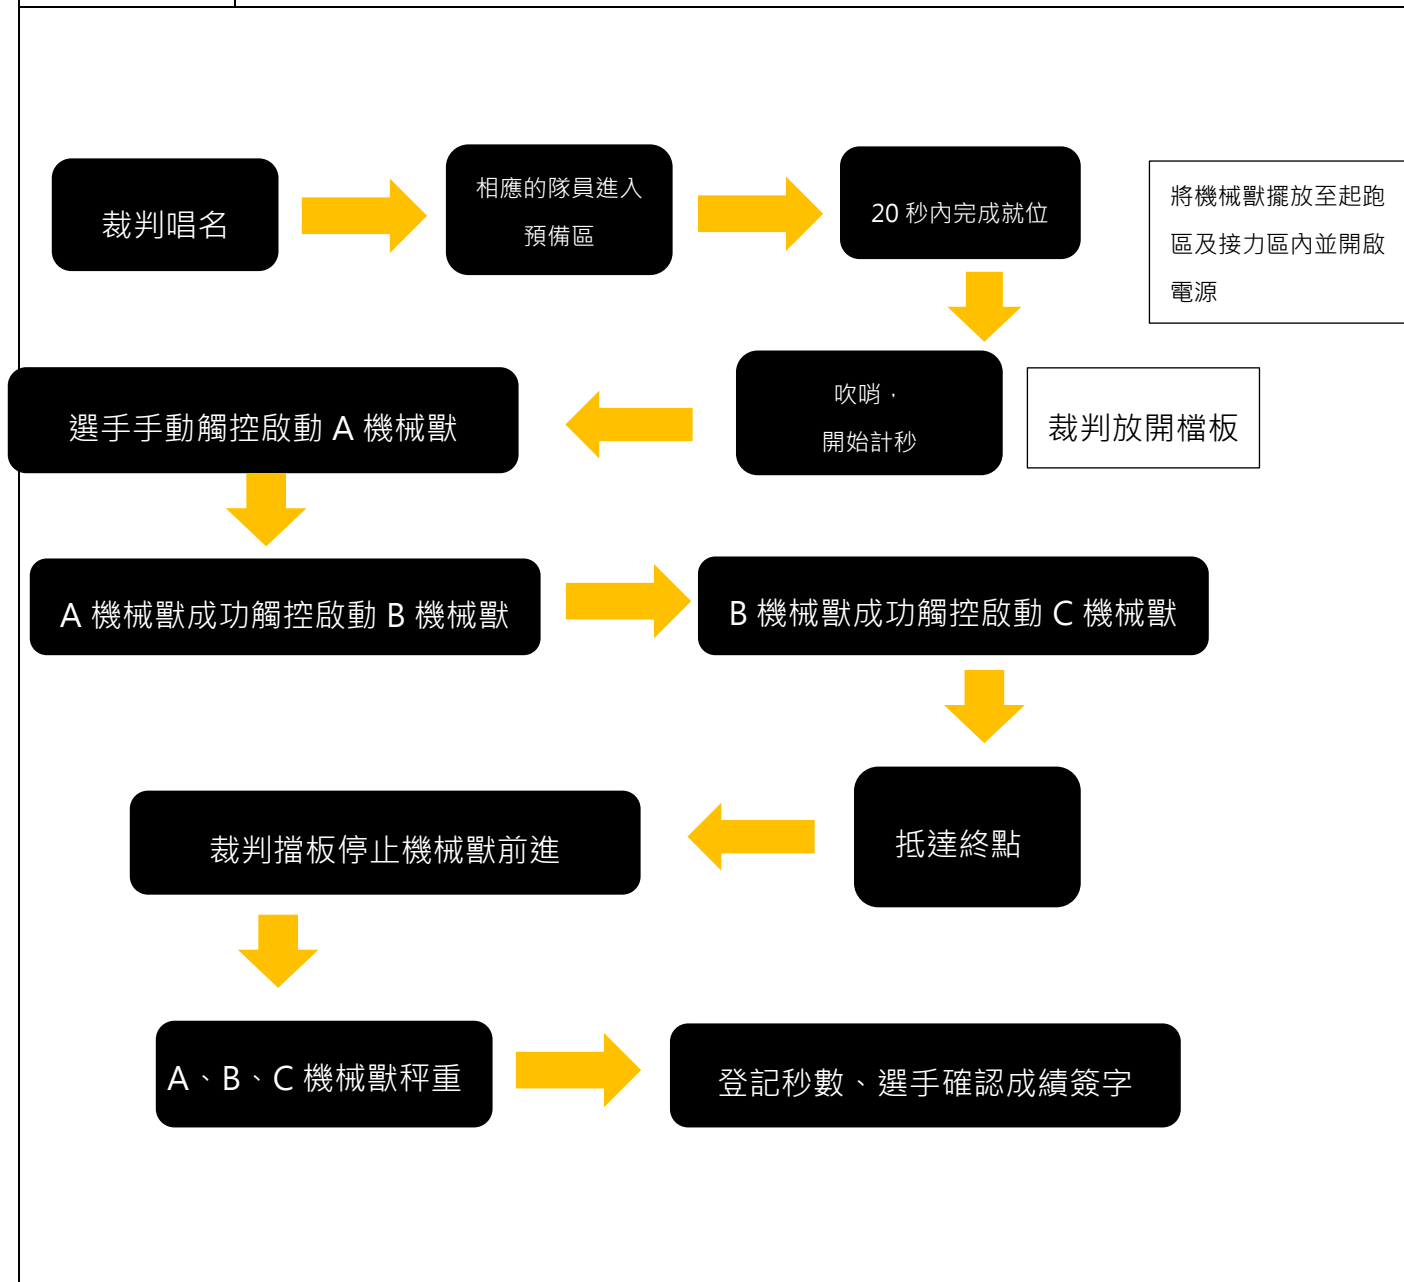 裁判唱名
相應的隊員進入
預備區
20 秒內完成就位
將機械獸擺放至起跑
區及接力區內並開啟
電源
吹哨，
開始計秒
裁判放開檔板
選手手動觸控啟動 A 機械獸
A 機械獸成功觸控啟動 B 機械獸
B 機械獸成功觸控啟動 C 機械獸
抵達終點
裁判擋板停止機械獸前進
A、B、C 機械獸秤重
登記秒數、選手確認成績簽字